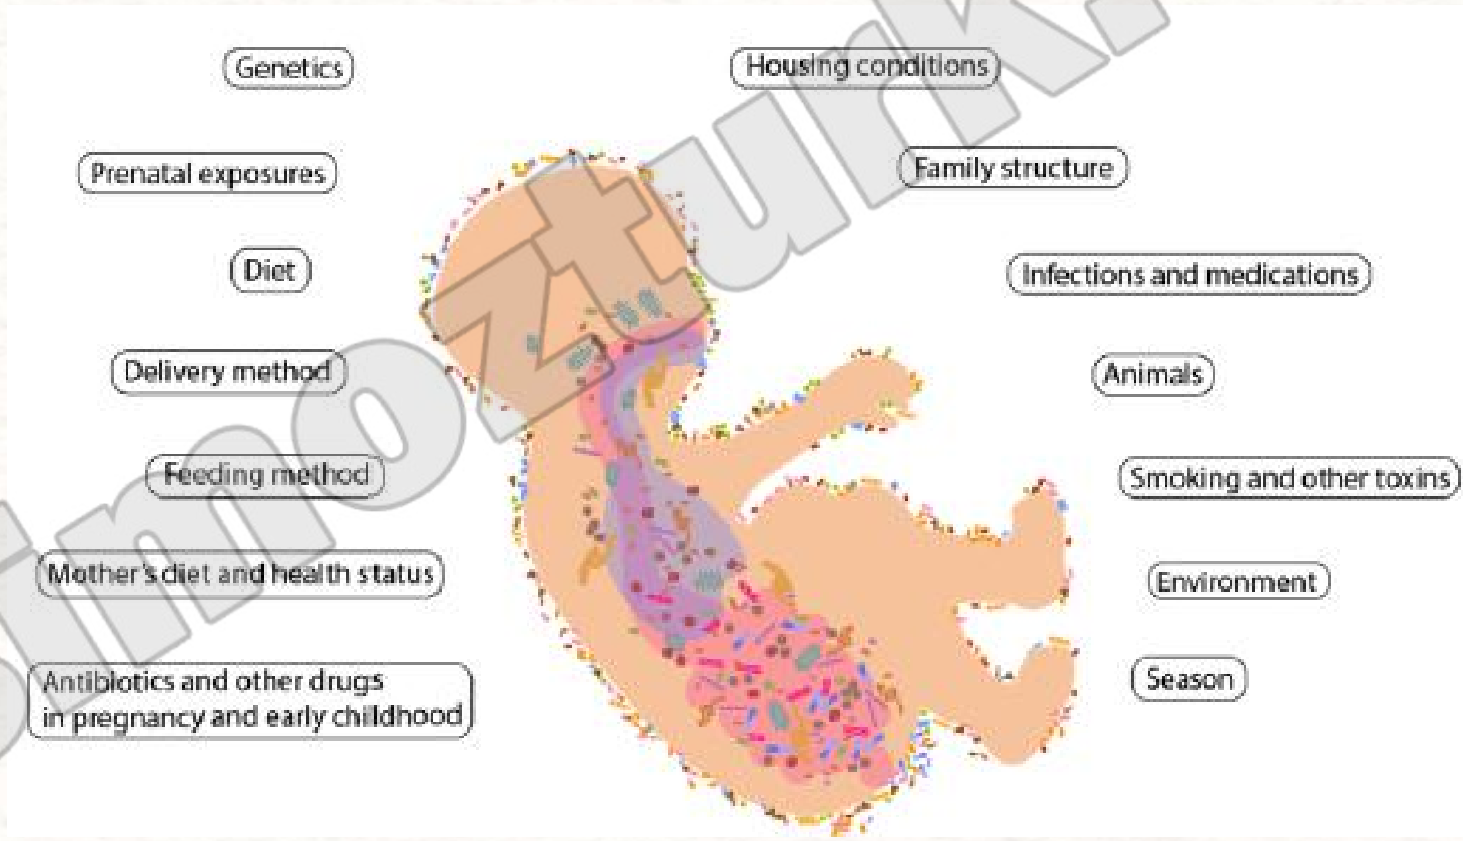 Genetics
Prenatal exposures
Diet
Delivery method
Feeding method
Mother's diet and health status
Antibiotics and other drugs
in pregnancy and early childhood
Housing conditions
Family structure
Infections and medications
Animals
Smoking and other toxins
Environment
Season
simozturk.